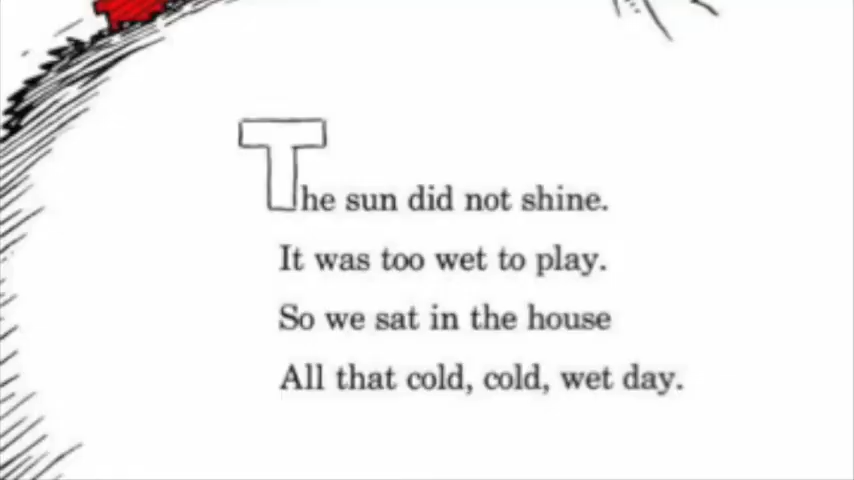 The sun did not shine.
It was too wet to play.
So we sat in the house
All that cold, cold, wet day.